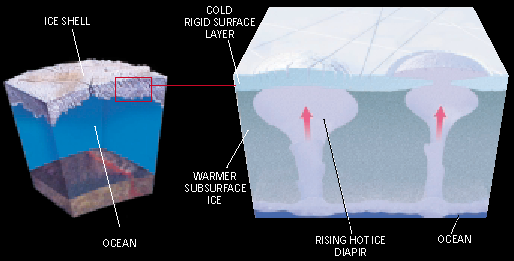 ICE SHELL
COLD
RIGID SURFACE
LAYER
WARMER
SUBSURFACE
ICE
OCEAN
RISING HOT ICE
DIAPIR
OCEAN